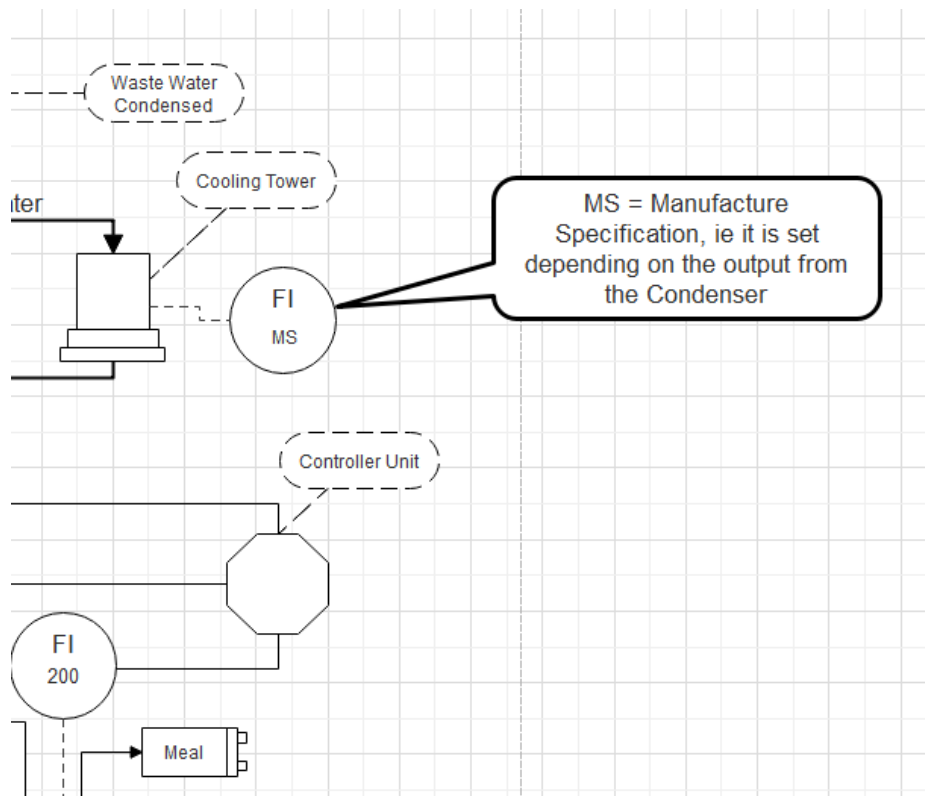 Waste Water
Condensed
Cooling Tower
MS = Manufacture
Specification, ie it is set
depending on the output from
the Condenser
FI
MS
Controller Unit
FI
200
Meal